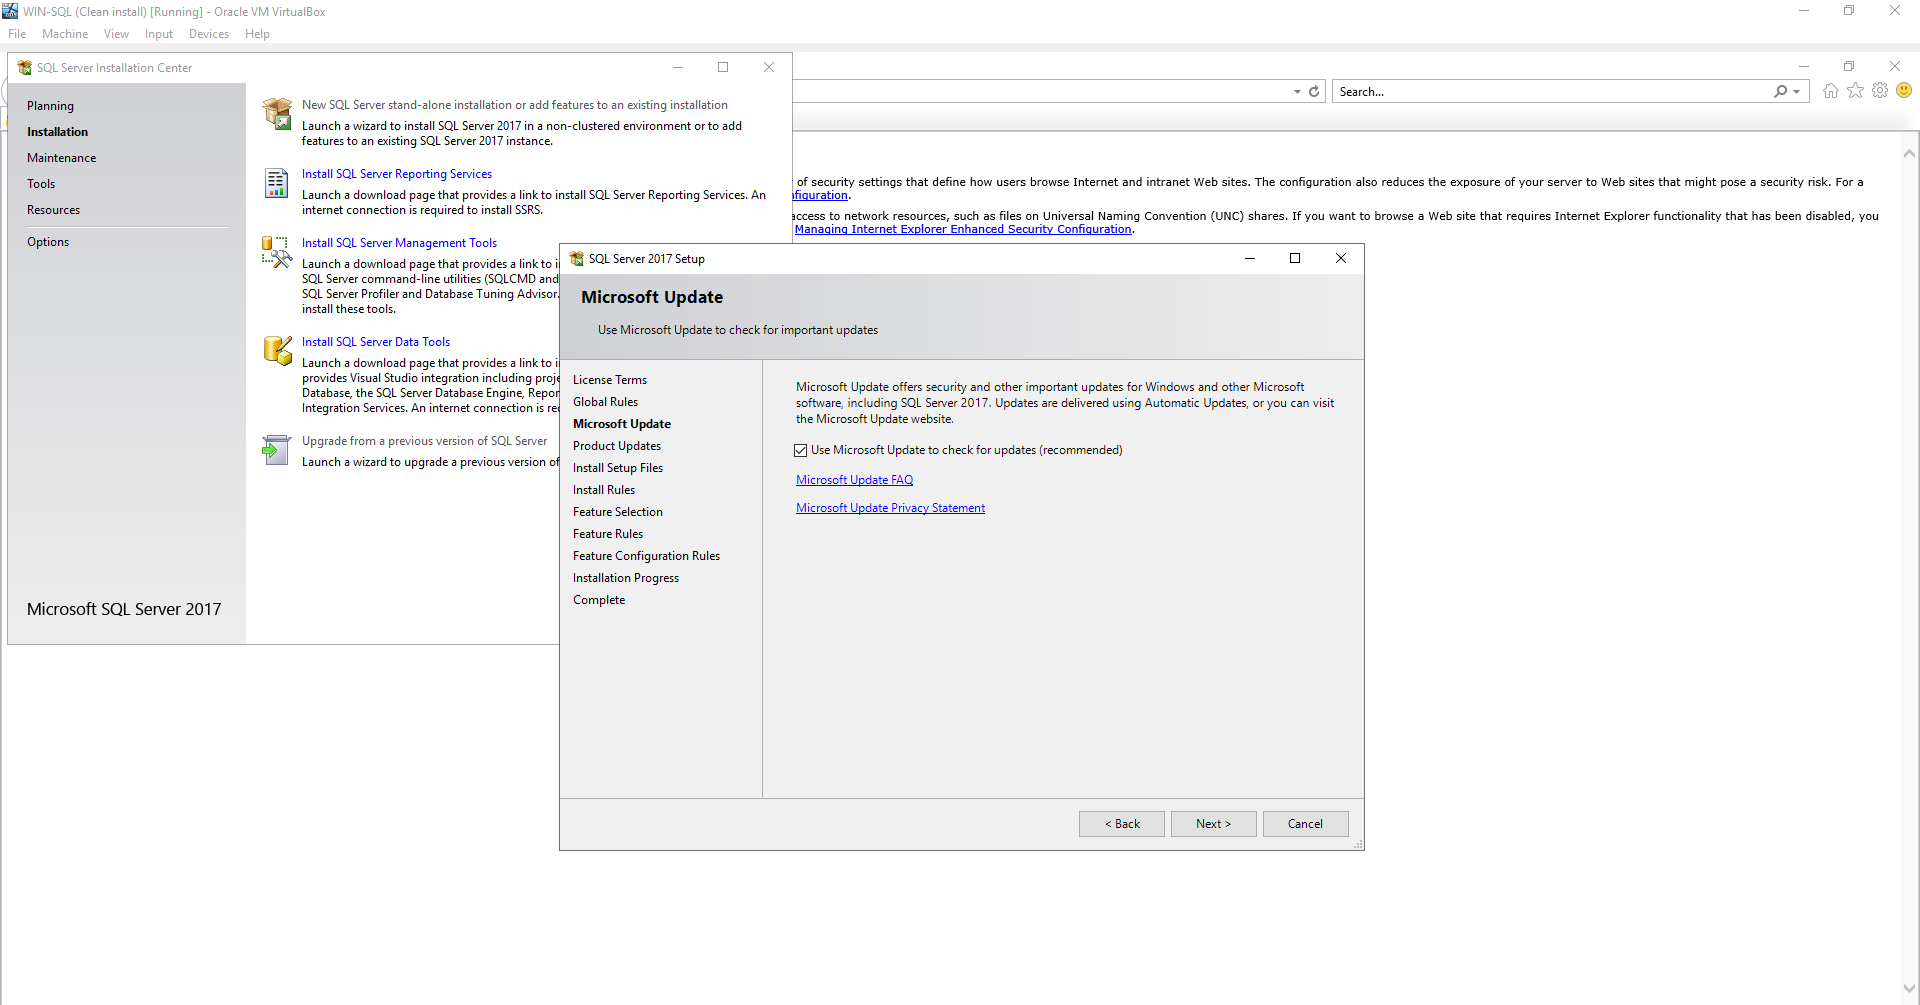 WIN-SQL (Clean install) [Running] - Oracle VM VirtualBox
File Machine View Input Devices Help
SQL Server Installation Center
Planning
Installation
Maintenance
Tools
Resources
Options
Microsoft SQL Server 2017
New SQL Server stand-alone installation or add features to an existing installation
Launch a wizard to install SQL Server 2017 in a non-clustered environment or to add
features to an existing SQL Server 2017 instance.
Install SQL Server Reporting Services
Launch a download page that provides a link to install SQL Server Reporting Services. An
internet connection is required to install SSRS.
Install SQL Server Management Tools
Launch a download page that provides a link to i
SQL Server command-line utilities (SQLCMD and
SQL Server Profiler and Database Tuning Advisor.
install these tools.
Install SQL Server Data Tools
Launch a download page that provides a link to i
provides Visual Studio integration including proje
Database, the SQL Server Database Engine, Repor
Integration Services. An internet connection is re
Upgrade from a previous version of SQL Server
Launch a wizard to upgrade a previous version of
Search...
of security settings that define how users browse Internet and intranet Web sites. The configuration also reduces the exposure of your server to Web sites that might pose a security risk. For a
figuration.
access to network resources, such as files on Universal Naming Convention (UNC) shares. If you want to browse a Web site that requires Internet Explorer functionality that has been disabled, you
Managing Internet Explorer Enhanced Security Configuration.
SQL Server 2017 Setup
Microsoft Update
Use Microsoft Update to check for important updates
License Terms
Global Rules
Microsoft Update
Product Updates
Install Setup Files
Install Rules
Feature Selection
Feature Rules
Feature Configuration Rules
Installation Progress
Complete
Microsoft Update offers security and other important updates for Windows and other Microsoft
software, including SQL Server 2017. Updates are delivered using Automatic Updates, or you can visit
the Microsoft Update website.
Use Microsoft Update to check for updates (recommended)
Microsoft Update FAQ
Microsoft Update Privacy Statement
< Back Next > Cancel